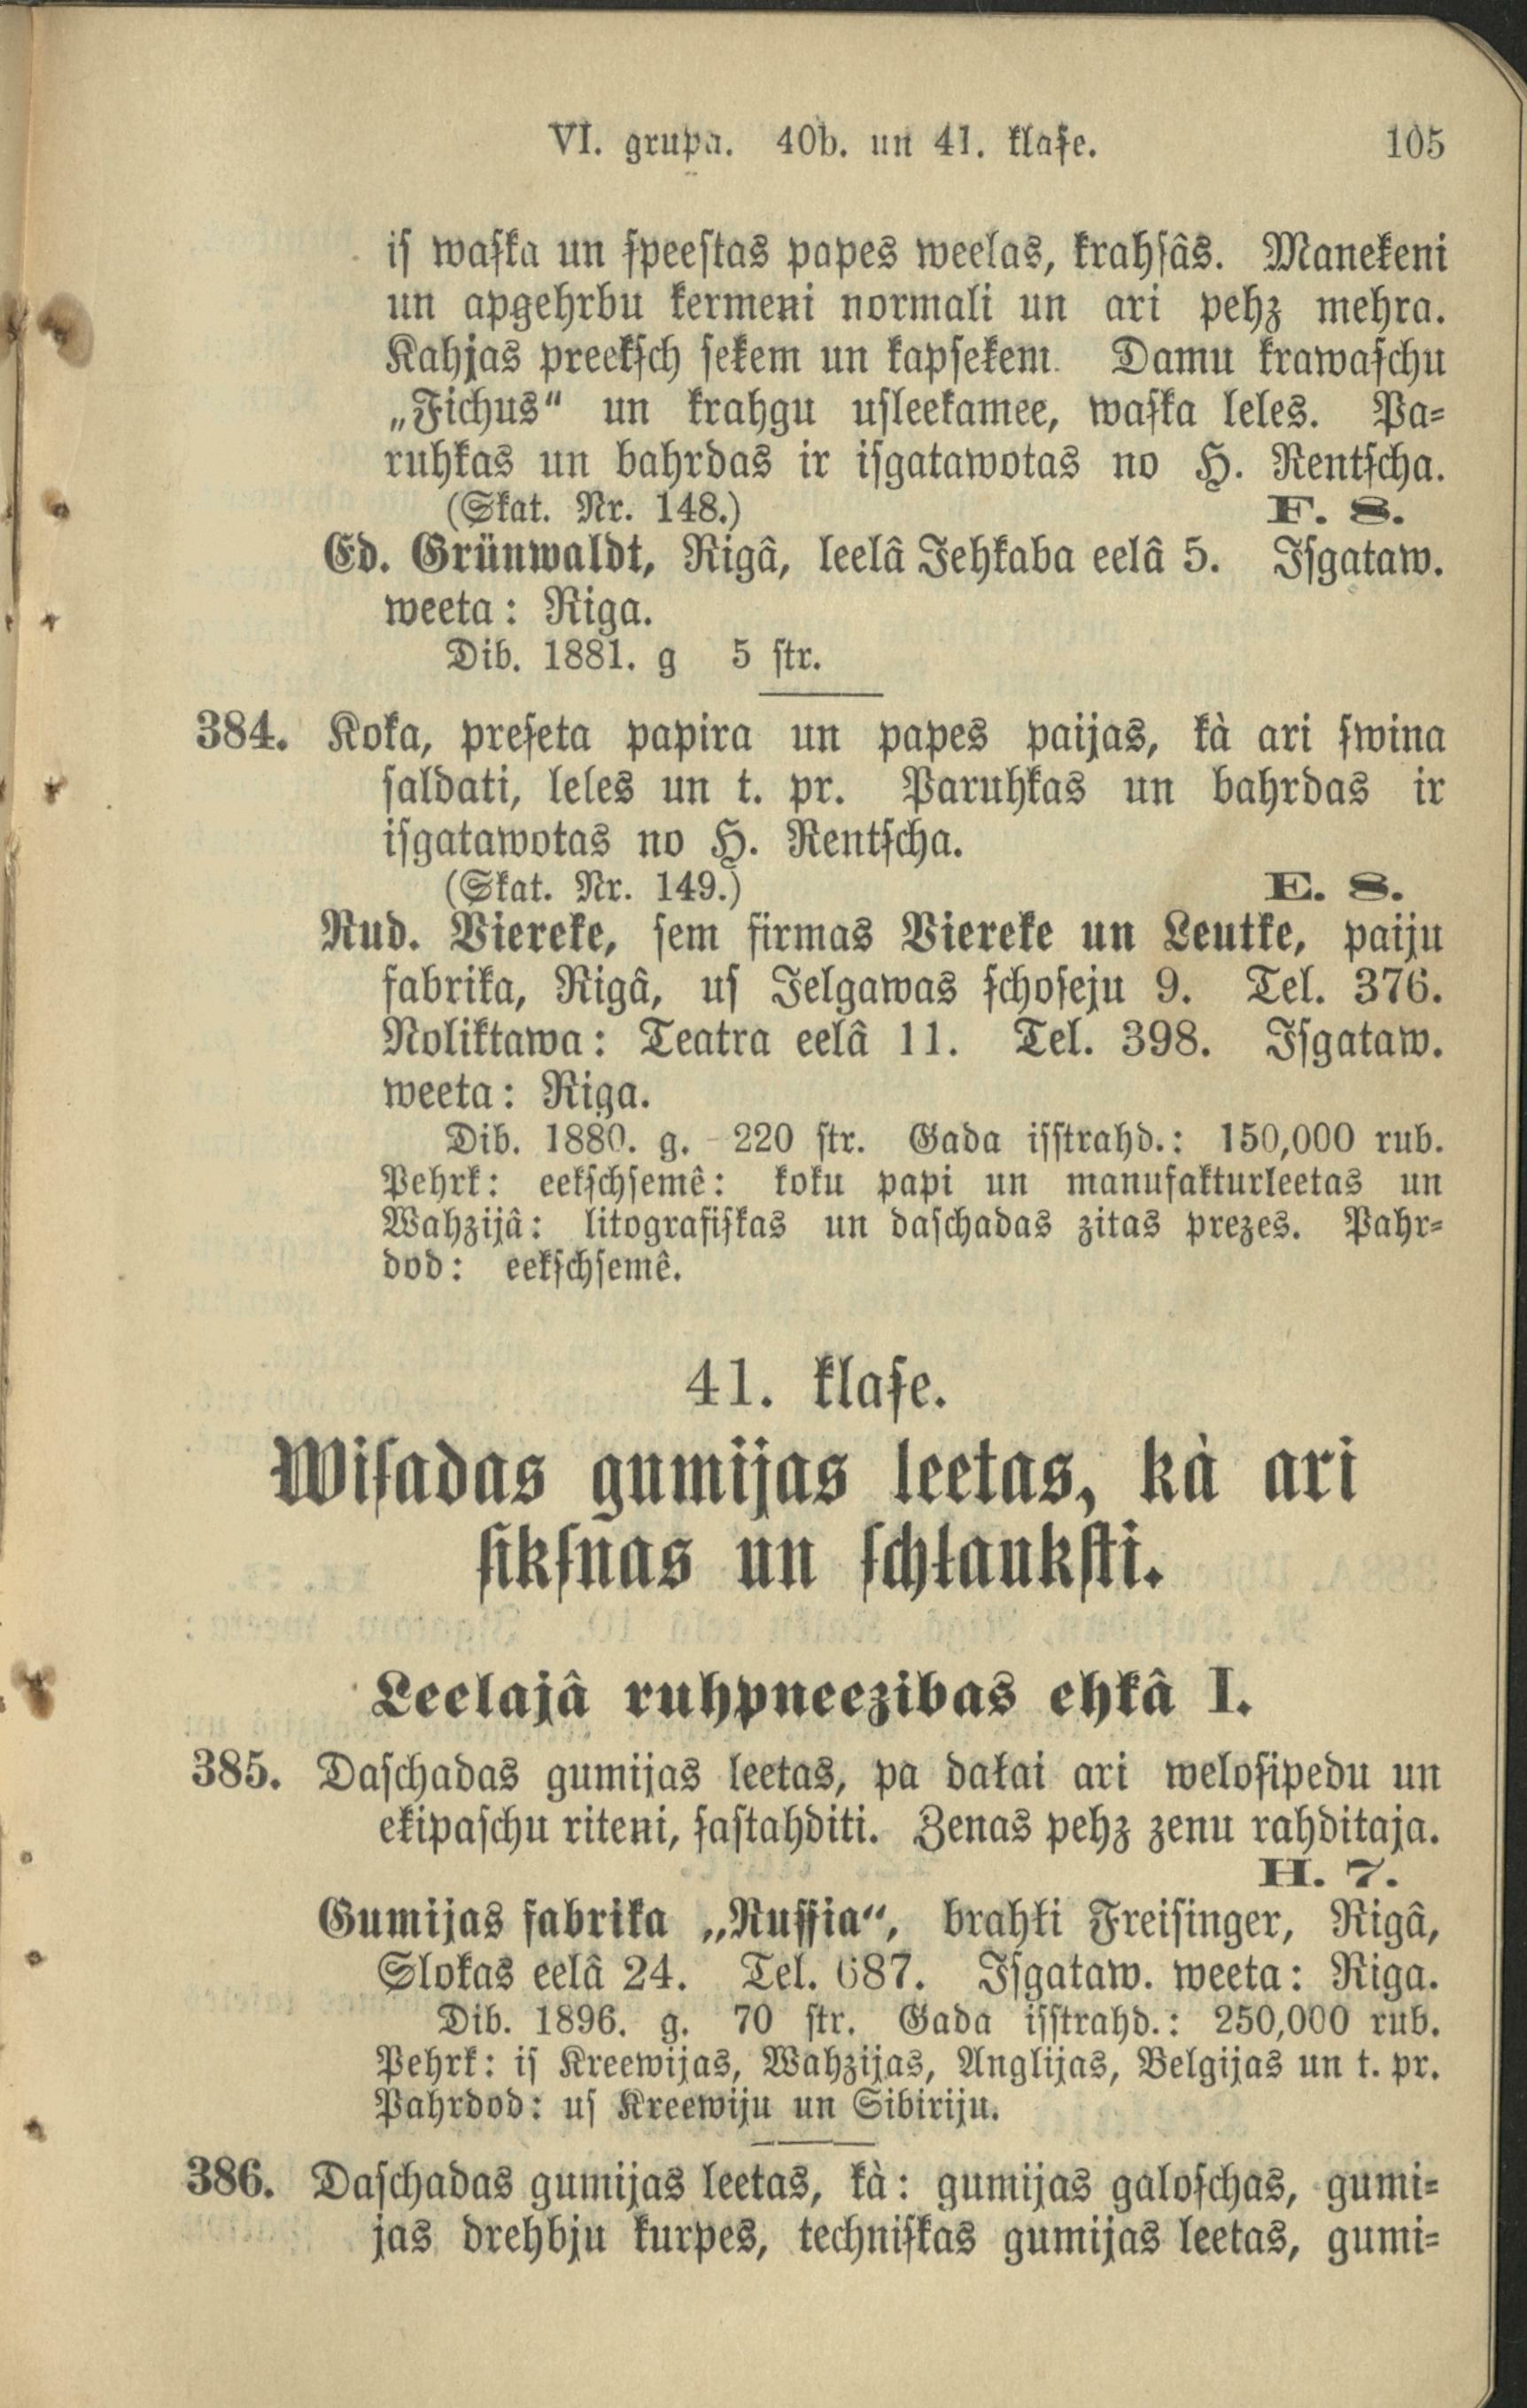 VI. grupa. 40b. un 41. klaſe. 105
iſ waſka un ſpeeſtas papes weelas, krahſâs. Manekeni
un apgehrbu kermeni normali un ari pehz mehra.
Kahjas preekſch ſekem un kapſekem. Damu krawaſchu
„Fichus“ un krahgu uſleekamee, waſka leles. Pa-
ruhkas un bahrdas ir iſgatawotas no H. Rentſcha.
(Skat. Nr. 148.) F. 8.
Ed. Grünwaldt, Rigâ, leelâ Jehkaba eelâ 5. Iſgataw.
weeta: Riga.
Dib. 1881. g 5 ſtr.
384. Koka, preſeta papira un papes paijas, kà ari ſwina
ſaldati, leles un t. pr. Paruhkas un bahrdas ir
iſgatawotas no H. Rentſcha.
(Skat. Nr. 149.) E. 8.
Rud. Viereke, ſem firmas Viereke un Leutke, paiju
fabrika, Rigâ, uſ Jelgawas ſchoſeju 9. Tel. 376.
Noliktawa: Teatra eelâ 11. Tel. 398. Iſgataw.
weeta: Riga.
Dib. 1880. g. 220 ſtr. Gada iſſtrahd.: 150,000 rub.
Pehrk: eekſchſemê: koku papi un manufakturleetas un
Wahzijâ: litografiſkas un daſchadas zitas prezes. Pahr-
dod: eekſchſemê.
41. klaſe.
Wiſadas gumijas leetas, kà ari
ſikſnas un ſchłaukſti.
Leelajâ ruhpneezibas ehkâ I.
385. Daſchadas gumijas leetas, pa dałai ari weloſipedu un
ekipaſchu riteni, ſaſtahditi. Zenas pehz zenu rahditaja.
H. 7.
Gumijas fabrika „Ruſſia“, brahłi Freiſinger, Rigâ,
Slokas eelâ 24. Tel. 687. Iſgataw. weeta: Riga.
Dib. 1896. g. 70 ſtr. Gada iſſtrahd.: 250,000 rub.
Pehrk: iſ Kreewijas, Wahzijas, Anglijas, Belgijas un t. pr.
Pahrdod: uſ Kreewiju un Sibiriju.
386. Daſchadas gumijas leetas, kà: gumijas galoſchas, gumi-
jas drehbju kurpes, techniſkas gumijas leetas, gumi-